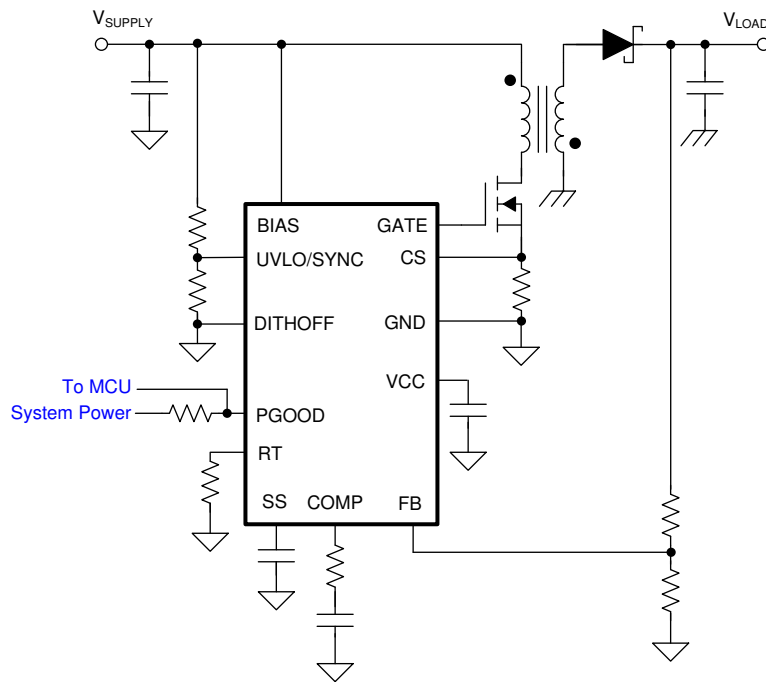 VSUPPLY
VLOAD
BIAS
GATE
UVLO/SYNC
CS
DITHOFF
GND
VCC
To MCU
System Power
PGOOD
RT
SS
COMP
FB